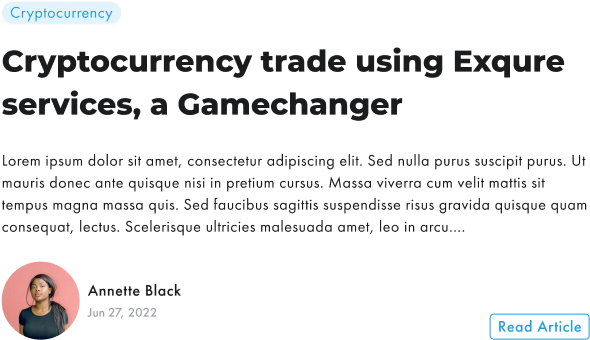 Cryptocurrency
Cryptocurrency trade using Exqure
services, a Gamechanger
Lorem ipsum dolor sit amet, consectetur adipiscing elit. Sed nulla purus suscipit purus. Ut
mauris donec ante quisque nisi in pretium cursus. Massa viverra cum velit mattis sit
tempus magna massa quis. Sed faucibus sagittis suspendisse risus gravida quisque quam
consequat, lectus. Scelerisque ultricies malesuada amet, leo in arcu....
Annette Black
Jun 27, 2022
Read Article